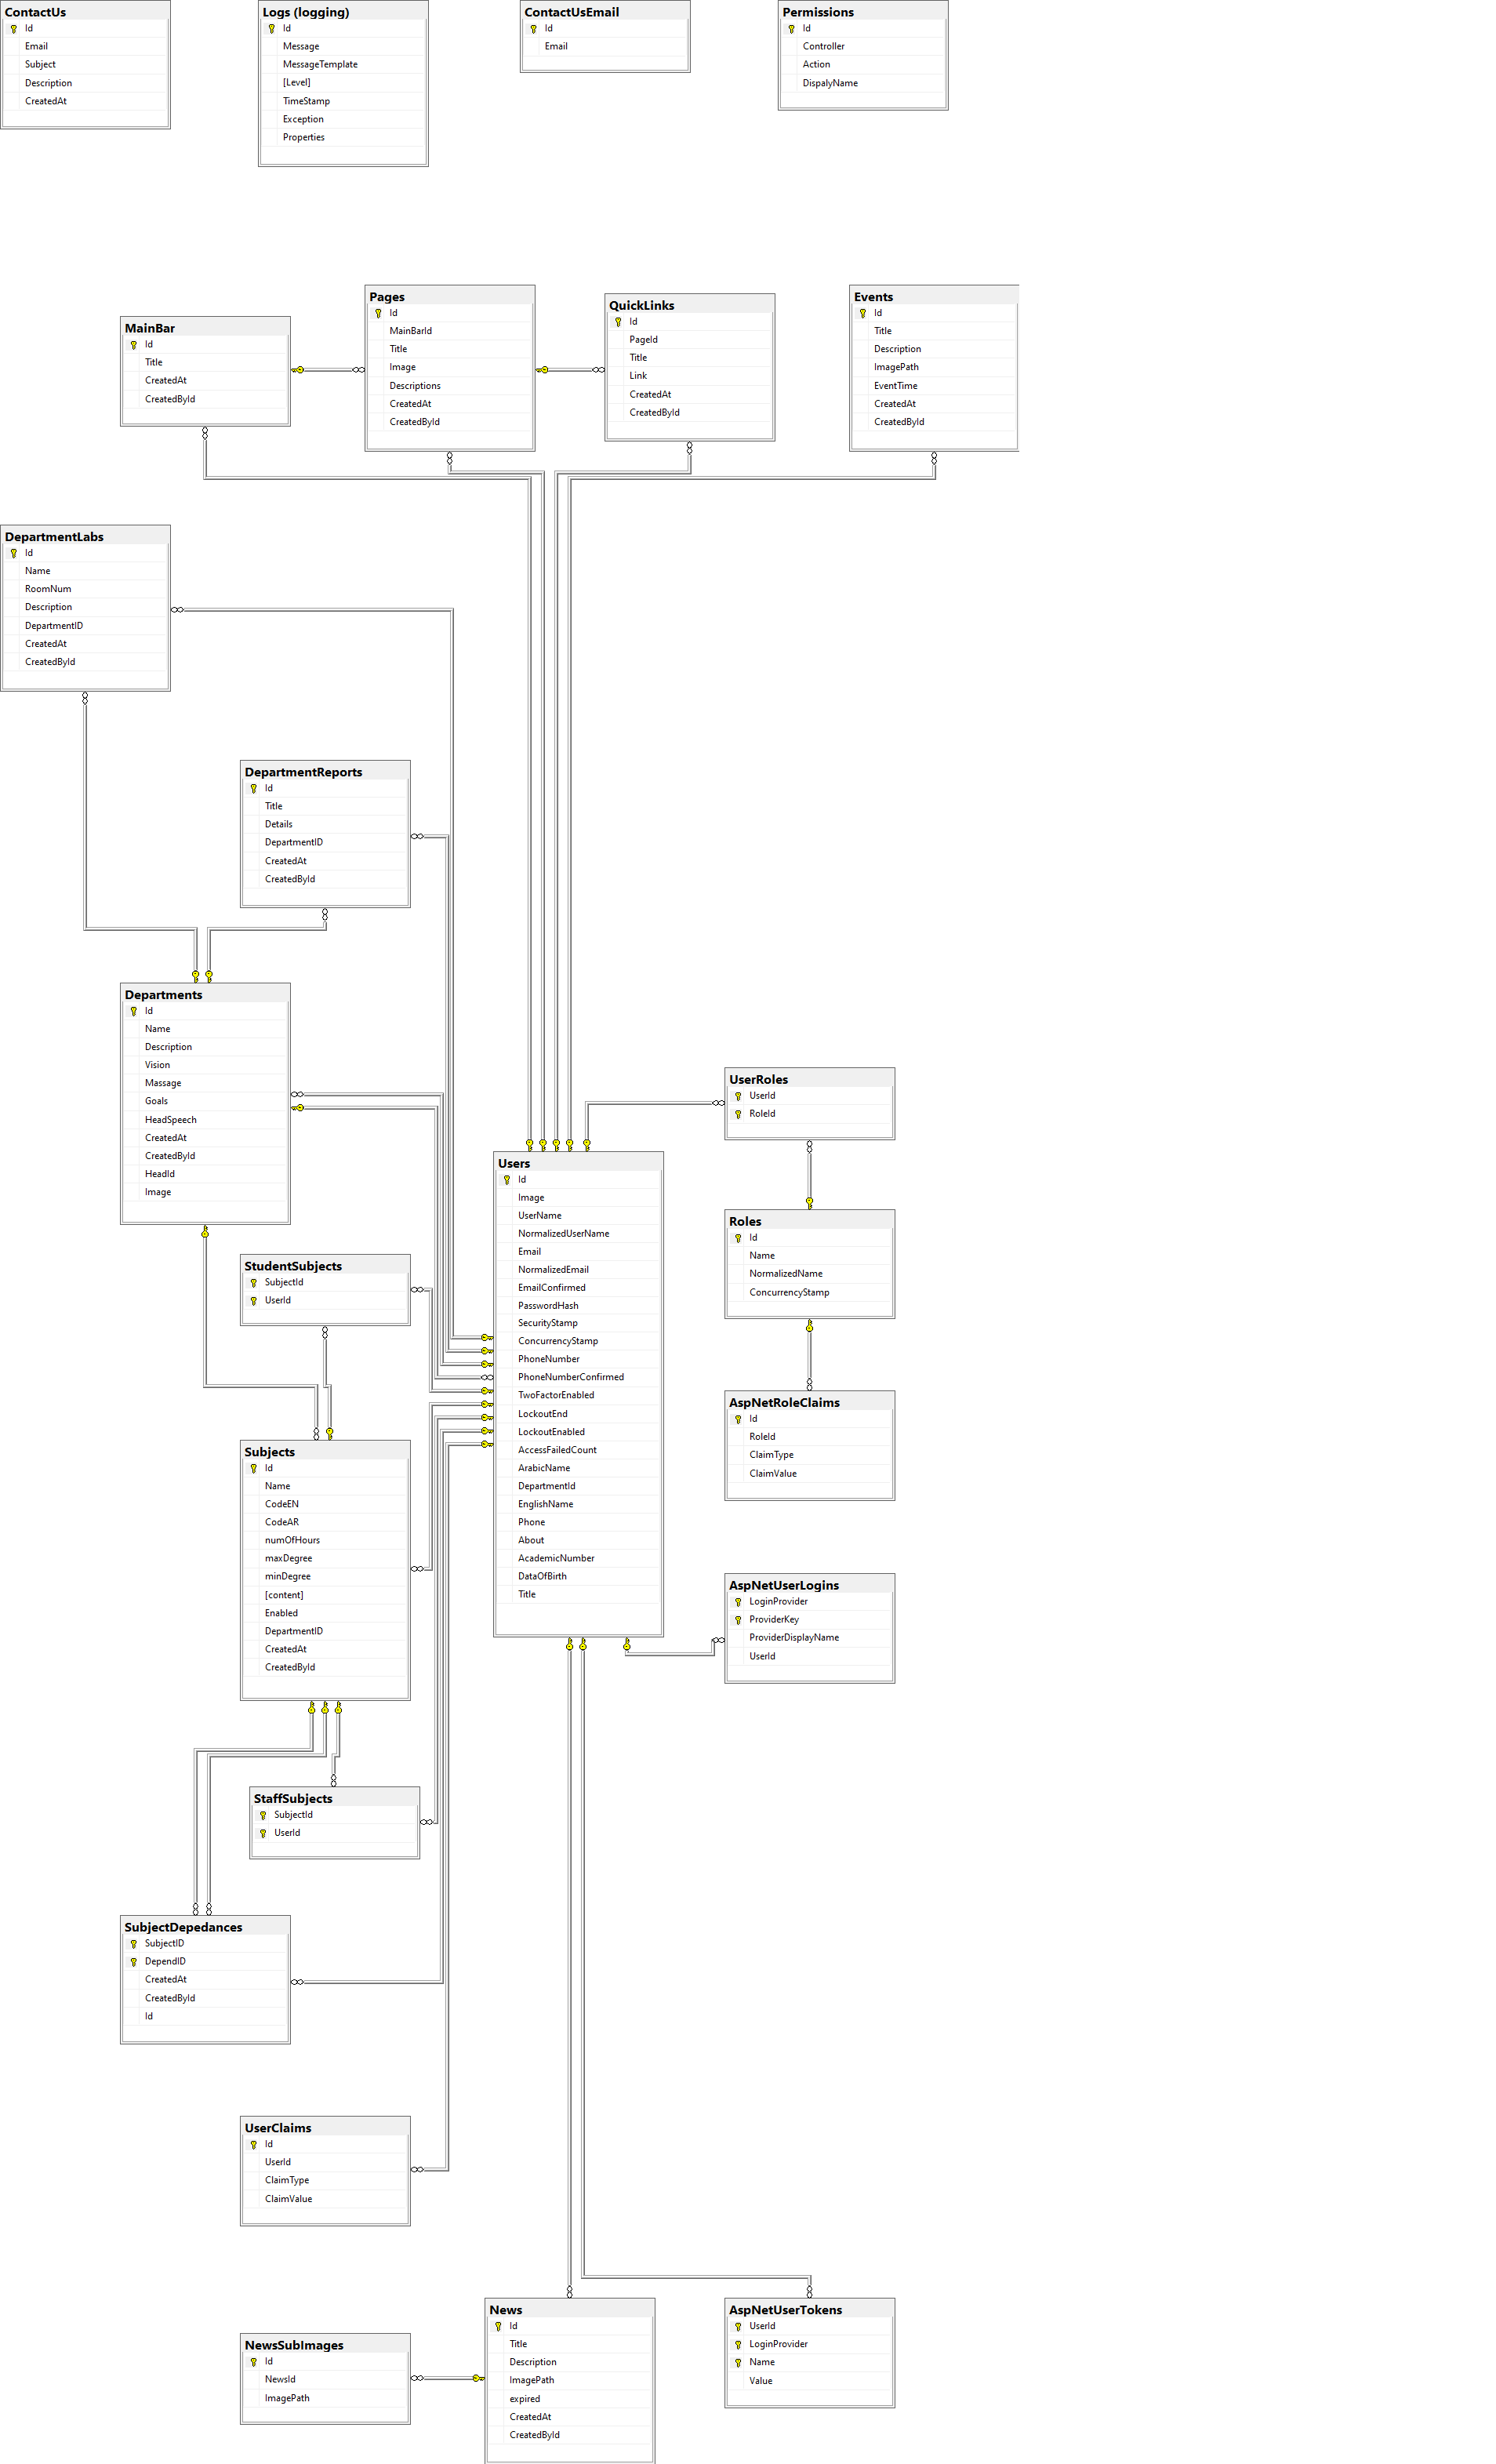 ContactUs
Id
Email
Subject
Description
CreatedAt
Logs (logging)
Id
Message
MessageTemplate
[Level]
TimeStamp
Exception
Properties
ContactUsEmail
Id
Email
Permissions
Id
Controller
Action
DispalyName
MainBar
Id
Title
CreatedAt
CreatedById
Pages
Id
MainBarId
Title
Image
Descriptions
CreatedAt
CreatedById
QuickLinks
Id
PageId
Title
Link
CreatedAt
CreatedById
Events
Id
Title
Description
ImagePath
EventTime
CreatedAt
CreatedById
DepartmentLabs
Id
Name
RoomNum
Description
DepartmentID
CreatedAt
CreatedById
DepartmentReports
Id
Title
Details
DepartmentID
CreatedAt
CreatedById
Departments
Id
Name
Description
Vision
Massage
Goals
HeadSpeech
CreatedAt
CreatedById
HeadId
Image
UserRoles
UserId
RoleId
Users
Id
Image
UserName
NormalizedUserName
Email
NormalizedEmail
EmailConfirmed
PasswordHash
SecurityStamp
ConcurrencyStamp
PhoneNumber
PhoneNumberConfirmed
TwoFactorEnabled
LockoutEnd
LockoutEnabled
AccessFailedCount
ArabicName
DepartmentId
EnglishName
Phone
About
AcademicNumber
DataOfBirth
Title
Roles
Id
Name
NormalizedName
ConcurrencyStamp
StudentSubjects
SubjectId
UserId
AspNetRoleClaims
Id
RoleId
ClaimType
ClaimValue
Subjects
Id
Name
CodeEN
CodeAR
numOfHours
maxDegree
minDegree
[content]
Enabled
DepartmentID
CreatedAt
CreatedById
AspNetUserLogins
LoginProvider
ProviderKey
ProviderDisplayName
UserId
StaffSubjects
SubjectId
UserId
SubjectDepedances
SubjectID
DependID
CreatedAt
CreatedById
Id
UserClaims
Id
UserId
ClaimType
ClaimValue
NewsSubImages
Id
NewsId
ImagePath
News
Id
Title
Description
ImagePath
expired
CreatedAt
CreatedById
AspNetUserTokens
UserId
LoginProvider
Name
Value